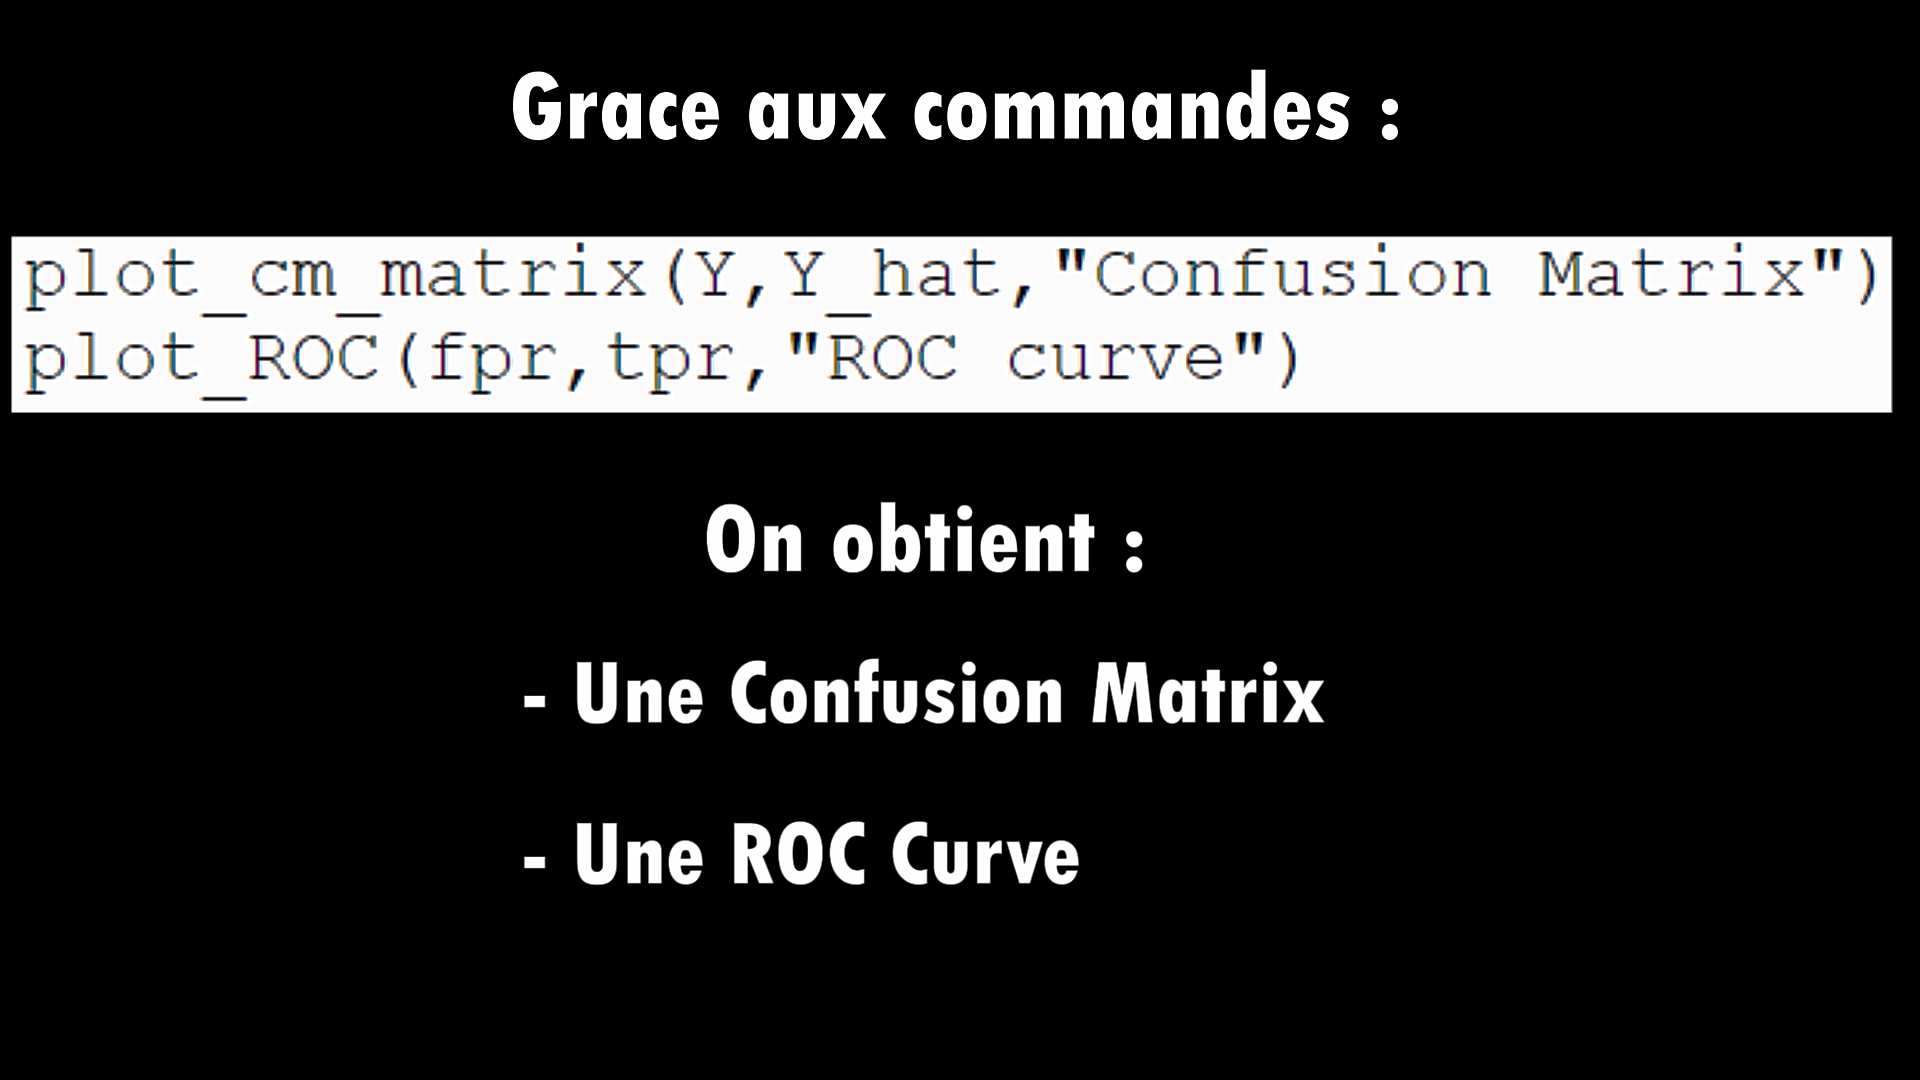 Grace aux commandes :
plot_cm_matrix(Y,Y_hat,"Confusion Matrix")
plot_ROC(fpr,tpr,"ROC curve")
On obtient :
- Une Confusion Matrix
- Une ROC Curve